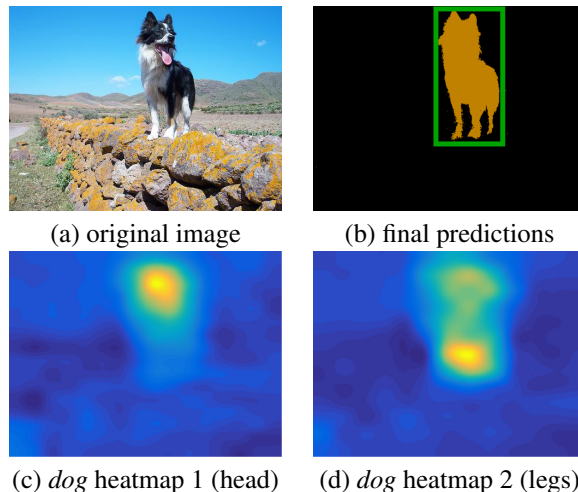 (a) original image
(b) final predictions
(c) dog heatmap 1 (head)
(d) dog heatmap 2 (legs)